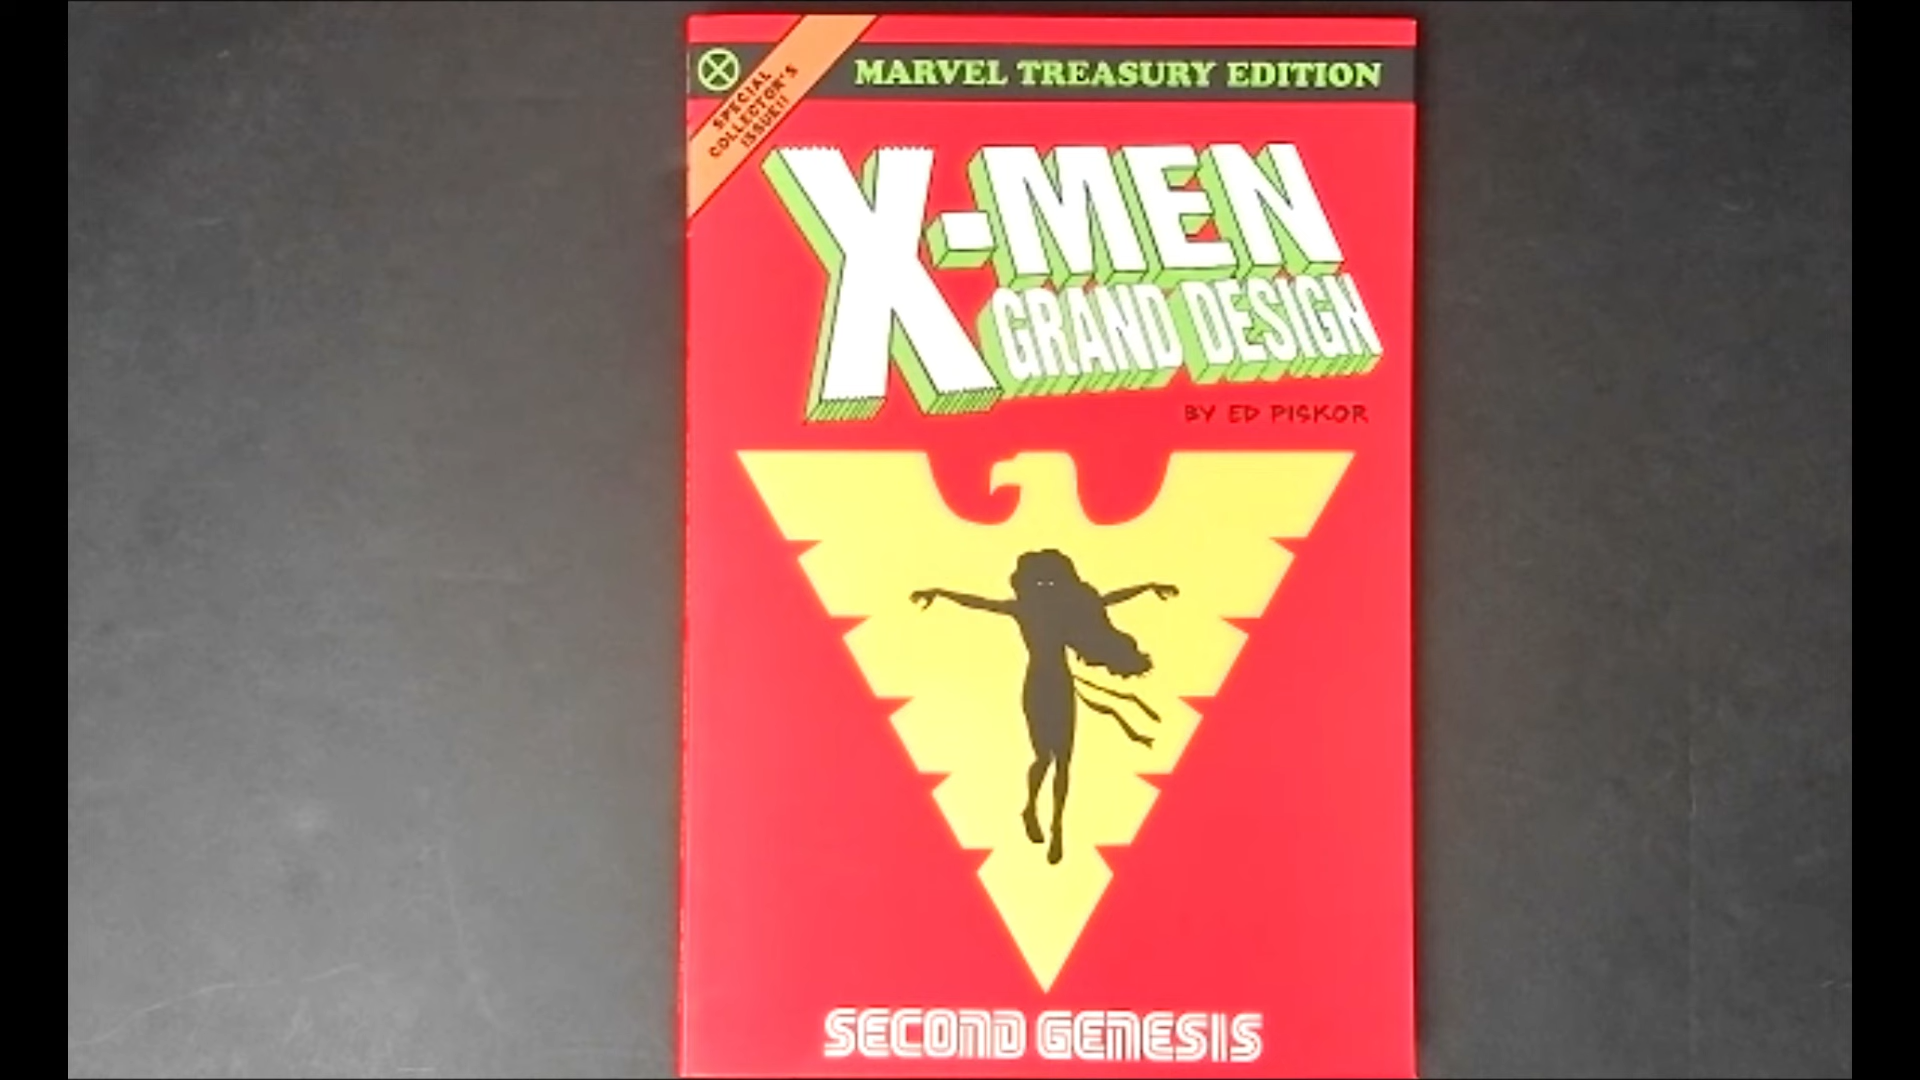 MARVEL TREASURY EDITION
SPECIAL
COLLECTOR'S
ISSUE!!
X-MEN
GRAND DESIGN
BY ED PISKOR
SECOND GENESIS